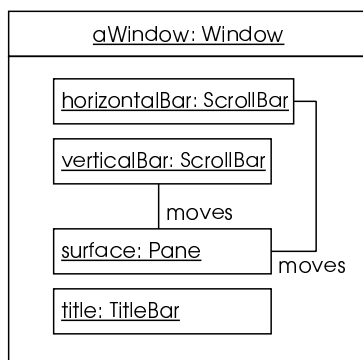 aWindow: Window
horizontalBar: ScrollBar
verticalBar: ScrollBar
moves
surface: Pane
moves
title: TitleBar